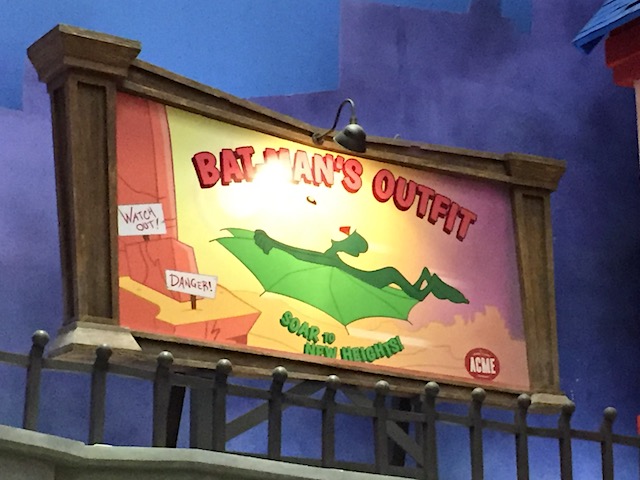 BAT-MAN'S OUTFIT
WATCH
OUT!
DANGER!
SOAR TO
NEW HEIGHTS!
ACME